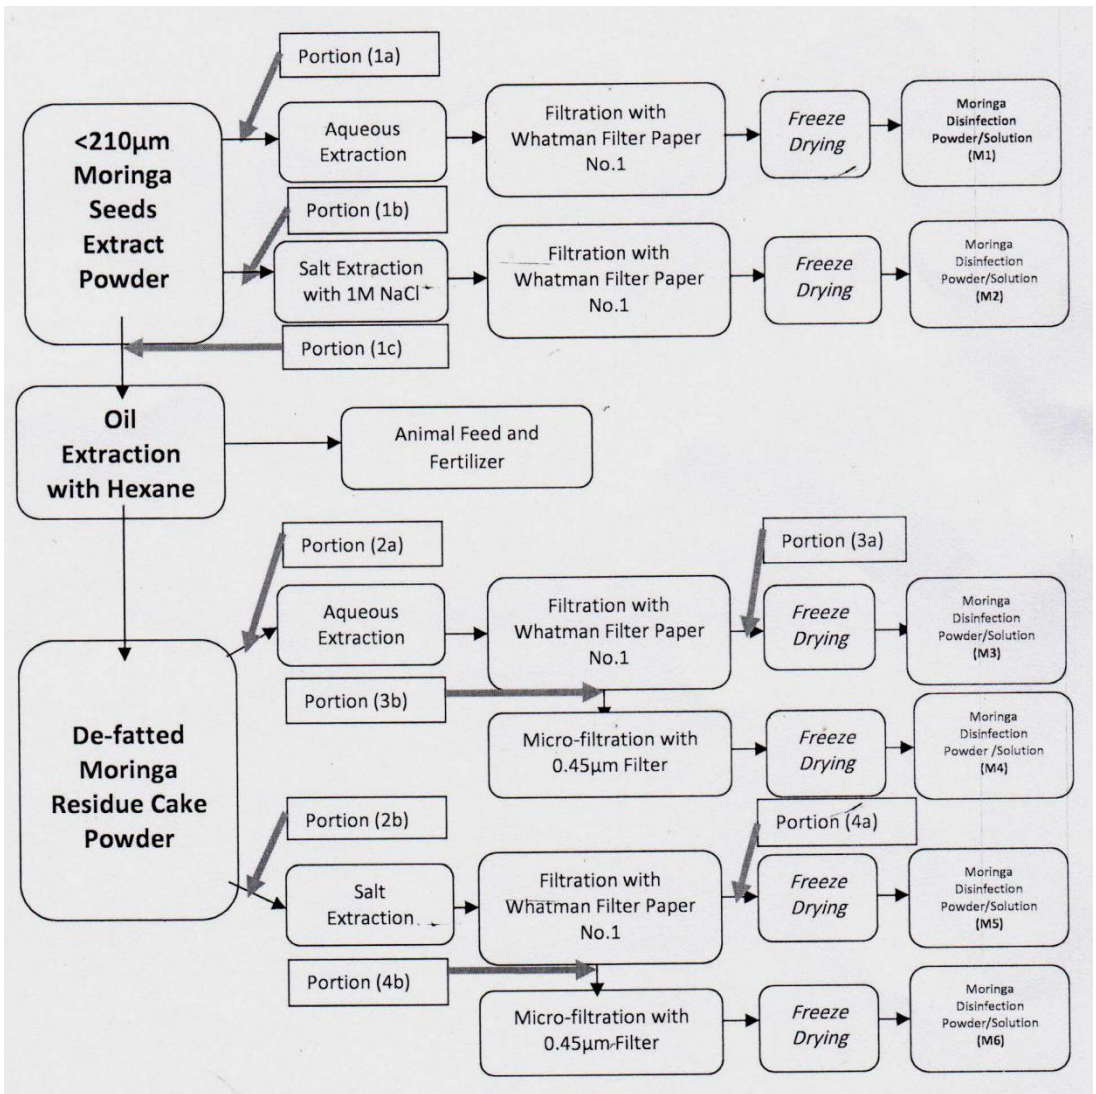 Portion (1a)
<210µm
Moringa
Seeds
Extract
Powder
Aqueous
Extraction
Filtration with
Whatman Filter Paper
No.1
Freeze
Drying
Moringa
Disinfection
Powder/Solution
(M1)
Portion (1b)
Salt Extraction
with 1M NaCl
Filtration with
Whatman Filter Paper
No.1
Freeze
Drying
Moringa
Disinfection
Powder/Solution
(M2)
Portion (1c)
Oil
Extraction
with Hexane
Animal Feed and
Fertilizer
Portion (2a)
Portion (3a)
Aqueous
Extraction
Filtration with
Whatman Filter Paper
No.1
Freeze
Drying
Moringa
Disinfection
Powder/Solution
(M3)
Portion (3b)
De-fatted
Moringa
Residue Cake
Powder
Micro-filtration with
0.45µm Filter
Freeze
Drying
Moringa
Disinfection
Powder /Solution
(M4)
Portion (2b)
Portion (4a)
Salt
Extraction
Filtration with
Whatman Filter Paper
No.1
Freeze
Drying
Moringa
Disinfection
Powder/Solution
(M5)
Portion (4b)
Micro-filtration with
0.45µm Filter
Freeze
Drying
Moringa
Disinfection
Powder/Solution
(M6)